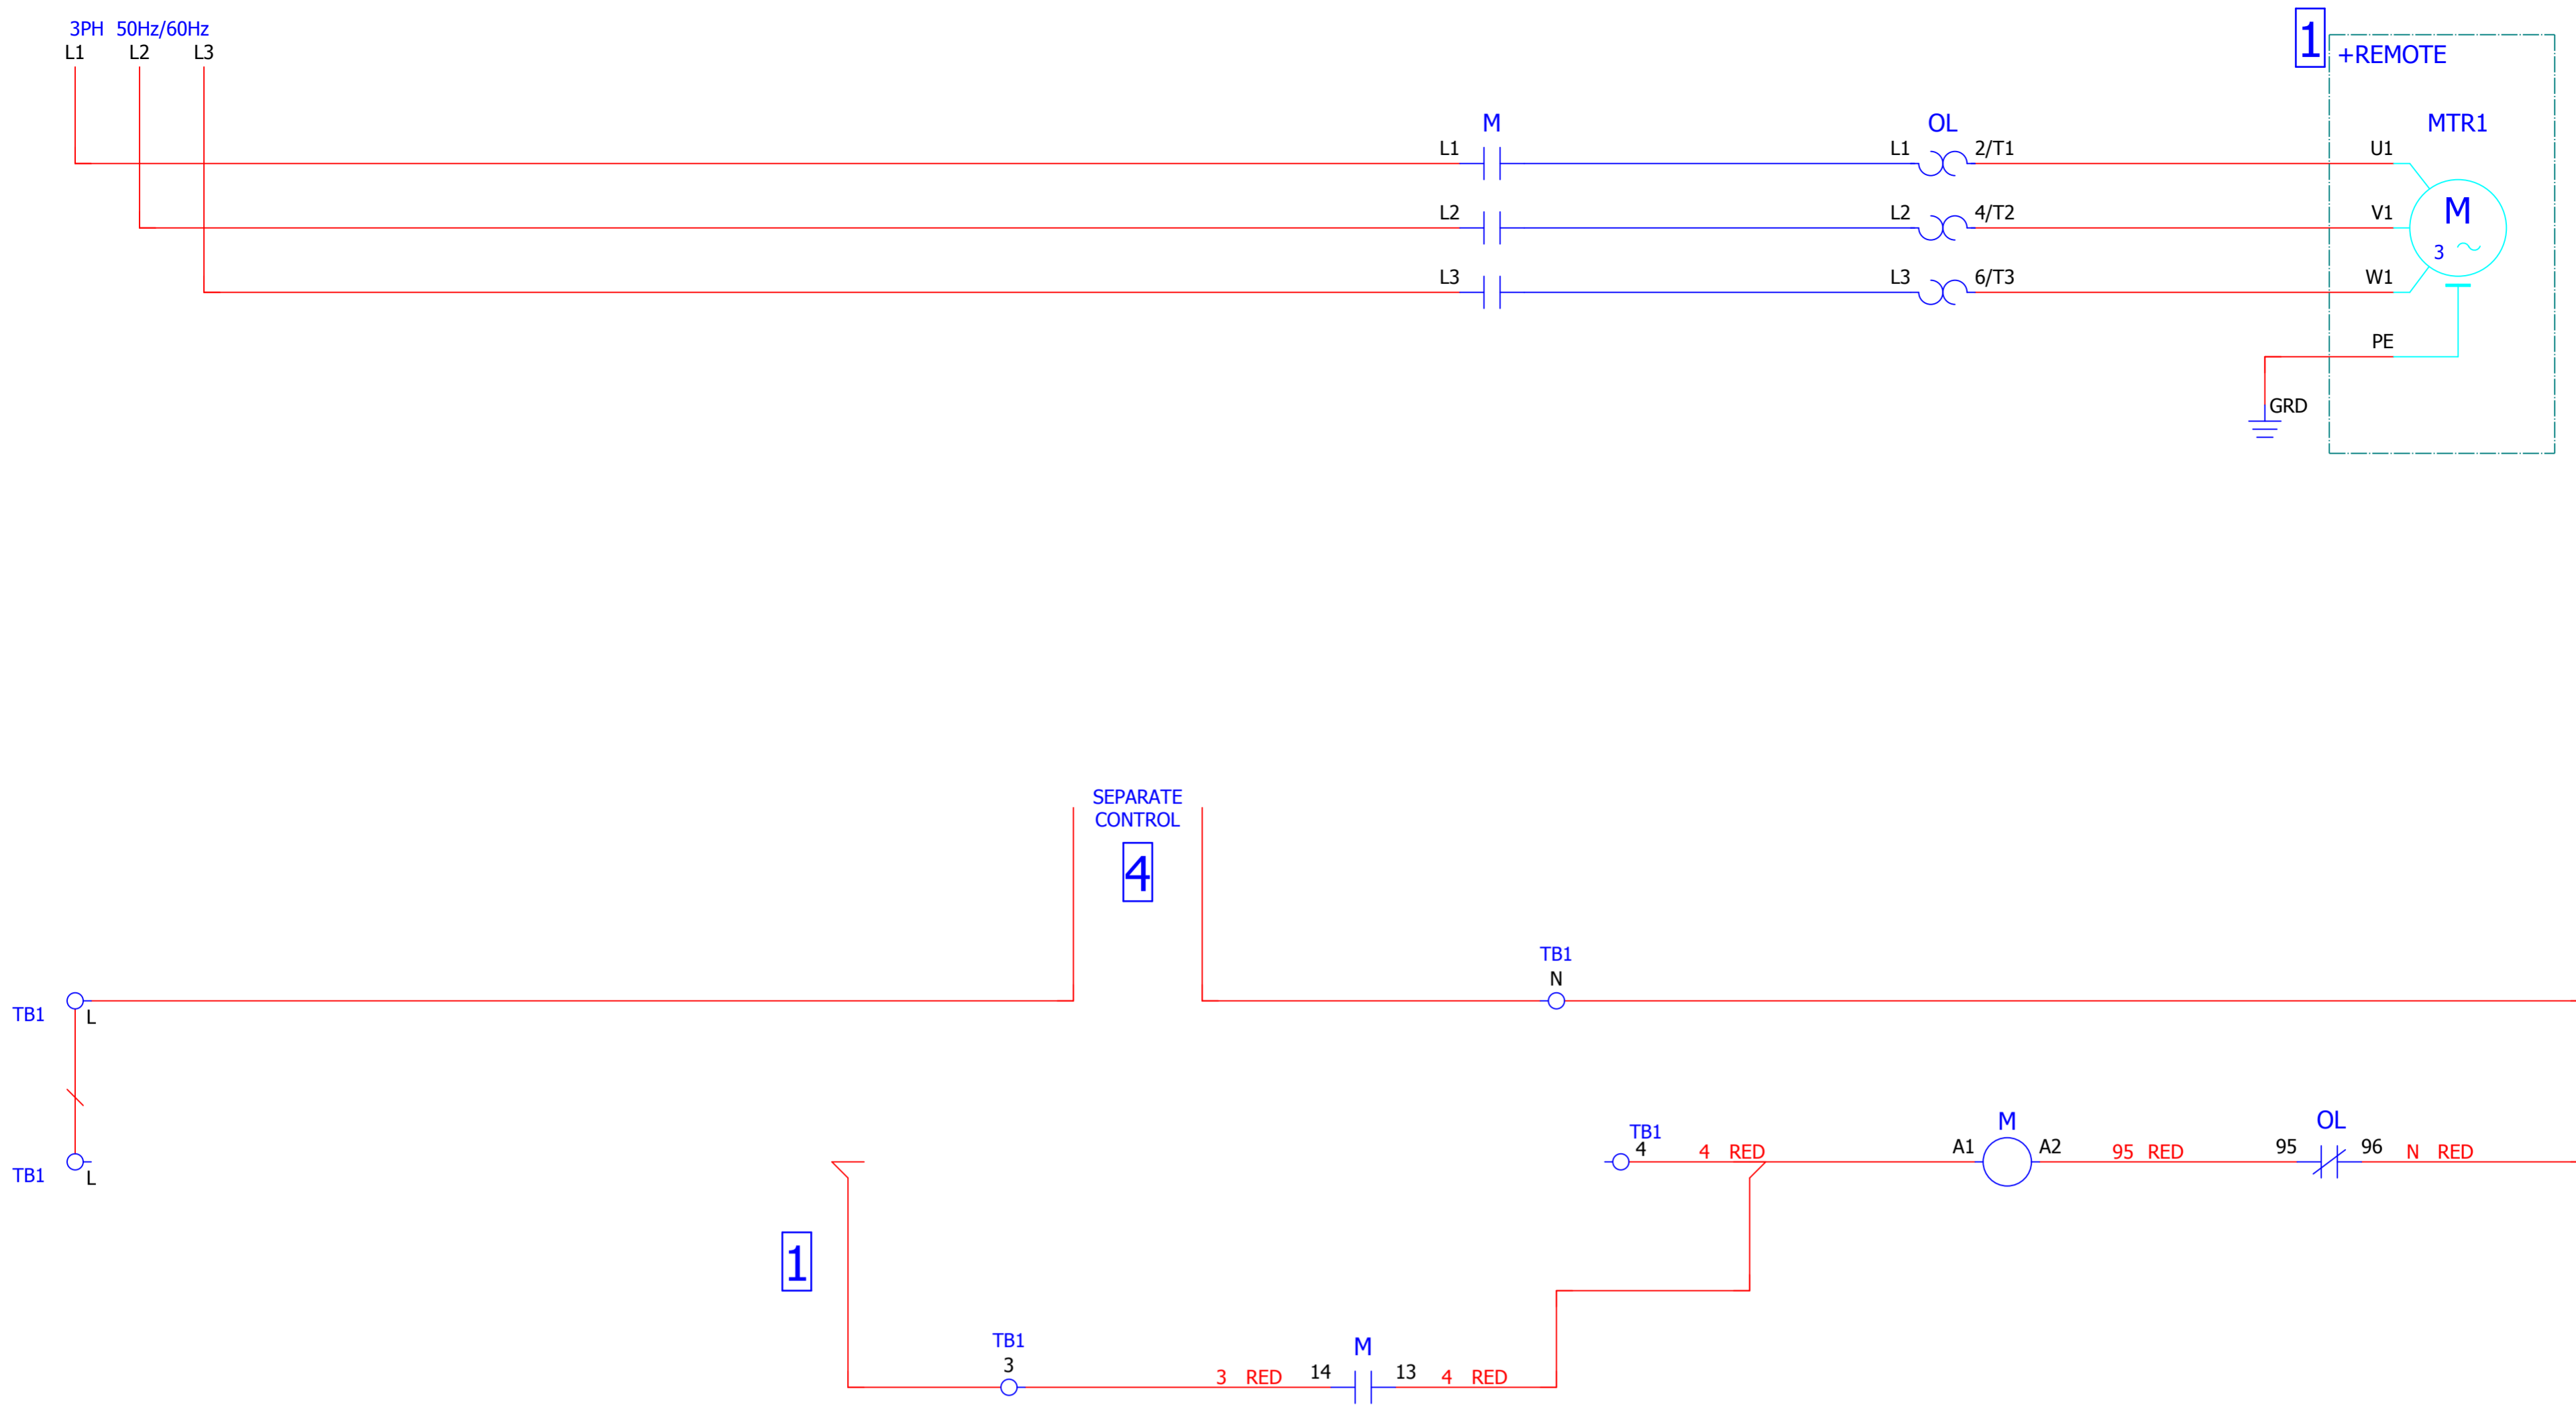 3PH 50Hz/60Hz
L1 L2 L3
1
+REMOTE
M OL MTR1
L1 L1 2/T1 U1
L2 L2 4/T2 V1
M
3
L3 L3 6/T3 W1
PE
GRD
SEPARATE
CONTROL
4
TB1
N
TB1 L
TB1
4 4 RED A1 M A2 95 RED 95 OL 96 N RED
TB1 L
1
TB1
3
3 RED 14 M 13 4 RED